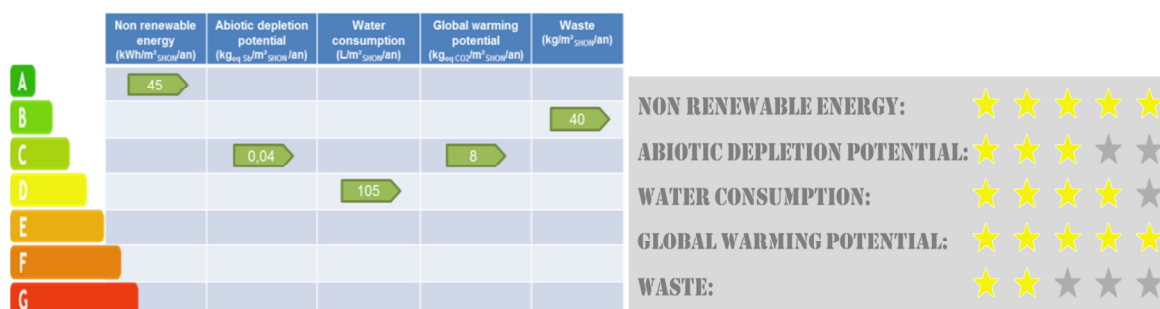 Non renewable
energy
(kWh/m²SHON/an)
Abiotic depletion
potential
(kgeq Sb/m²SHON/an)
Water
consumption
(L/m²SHON/an)
Global warming
potential
(kgeq CO2/m²SHON/an)
Waste
(kg/m²SHON/an)
A
45
B
40
C
0,04
8
D
105
E
F
G
NON RENEWABLE ENERGY:
ABIOTIC DEPLETION POTENTIAL:
WATER CONSUMPTION:
GLOBAL WARMING POTENTIAL:
WASTE: